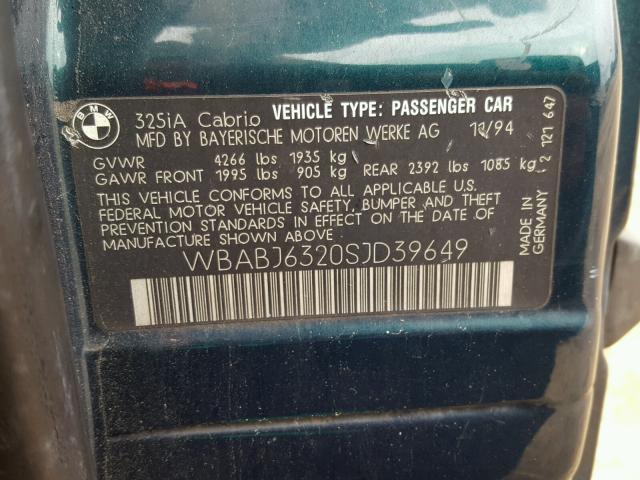 BMW
325iA Cabrio VEHICLE TYPE: PASSENGER CAR
MFD BY BAYERISCHE MOTOREN WERKE AG 11/94
GVWR 4266 lbs 1935 kg
GAWR FRONT 1995 lbs 905 kg REAR 2392 lbs 1085 kg
THIS VEHICLE CONFORMS TO ALL APPLICABLE U.S.
FEDERAL MOTOR VEHICLE SAFETY, BUMPER AND THEFT
PREVENTION STANDARDS IN EFFECT ON THE DATE OF
MANUFACTURE SHOWN ABOVE.
WBABJ6320SJD39649
MADE IN
GERMANY
2 121 647